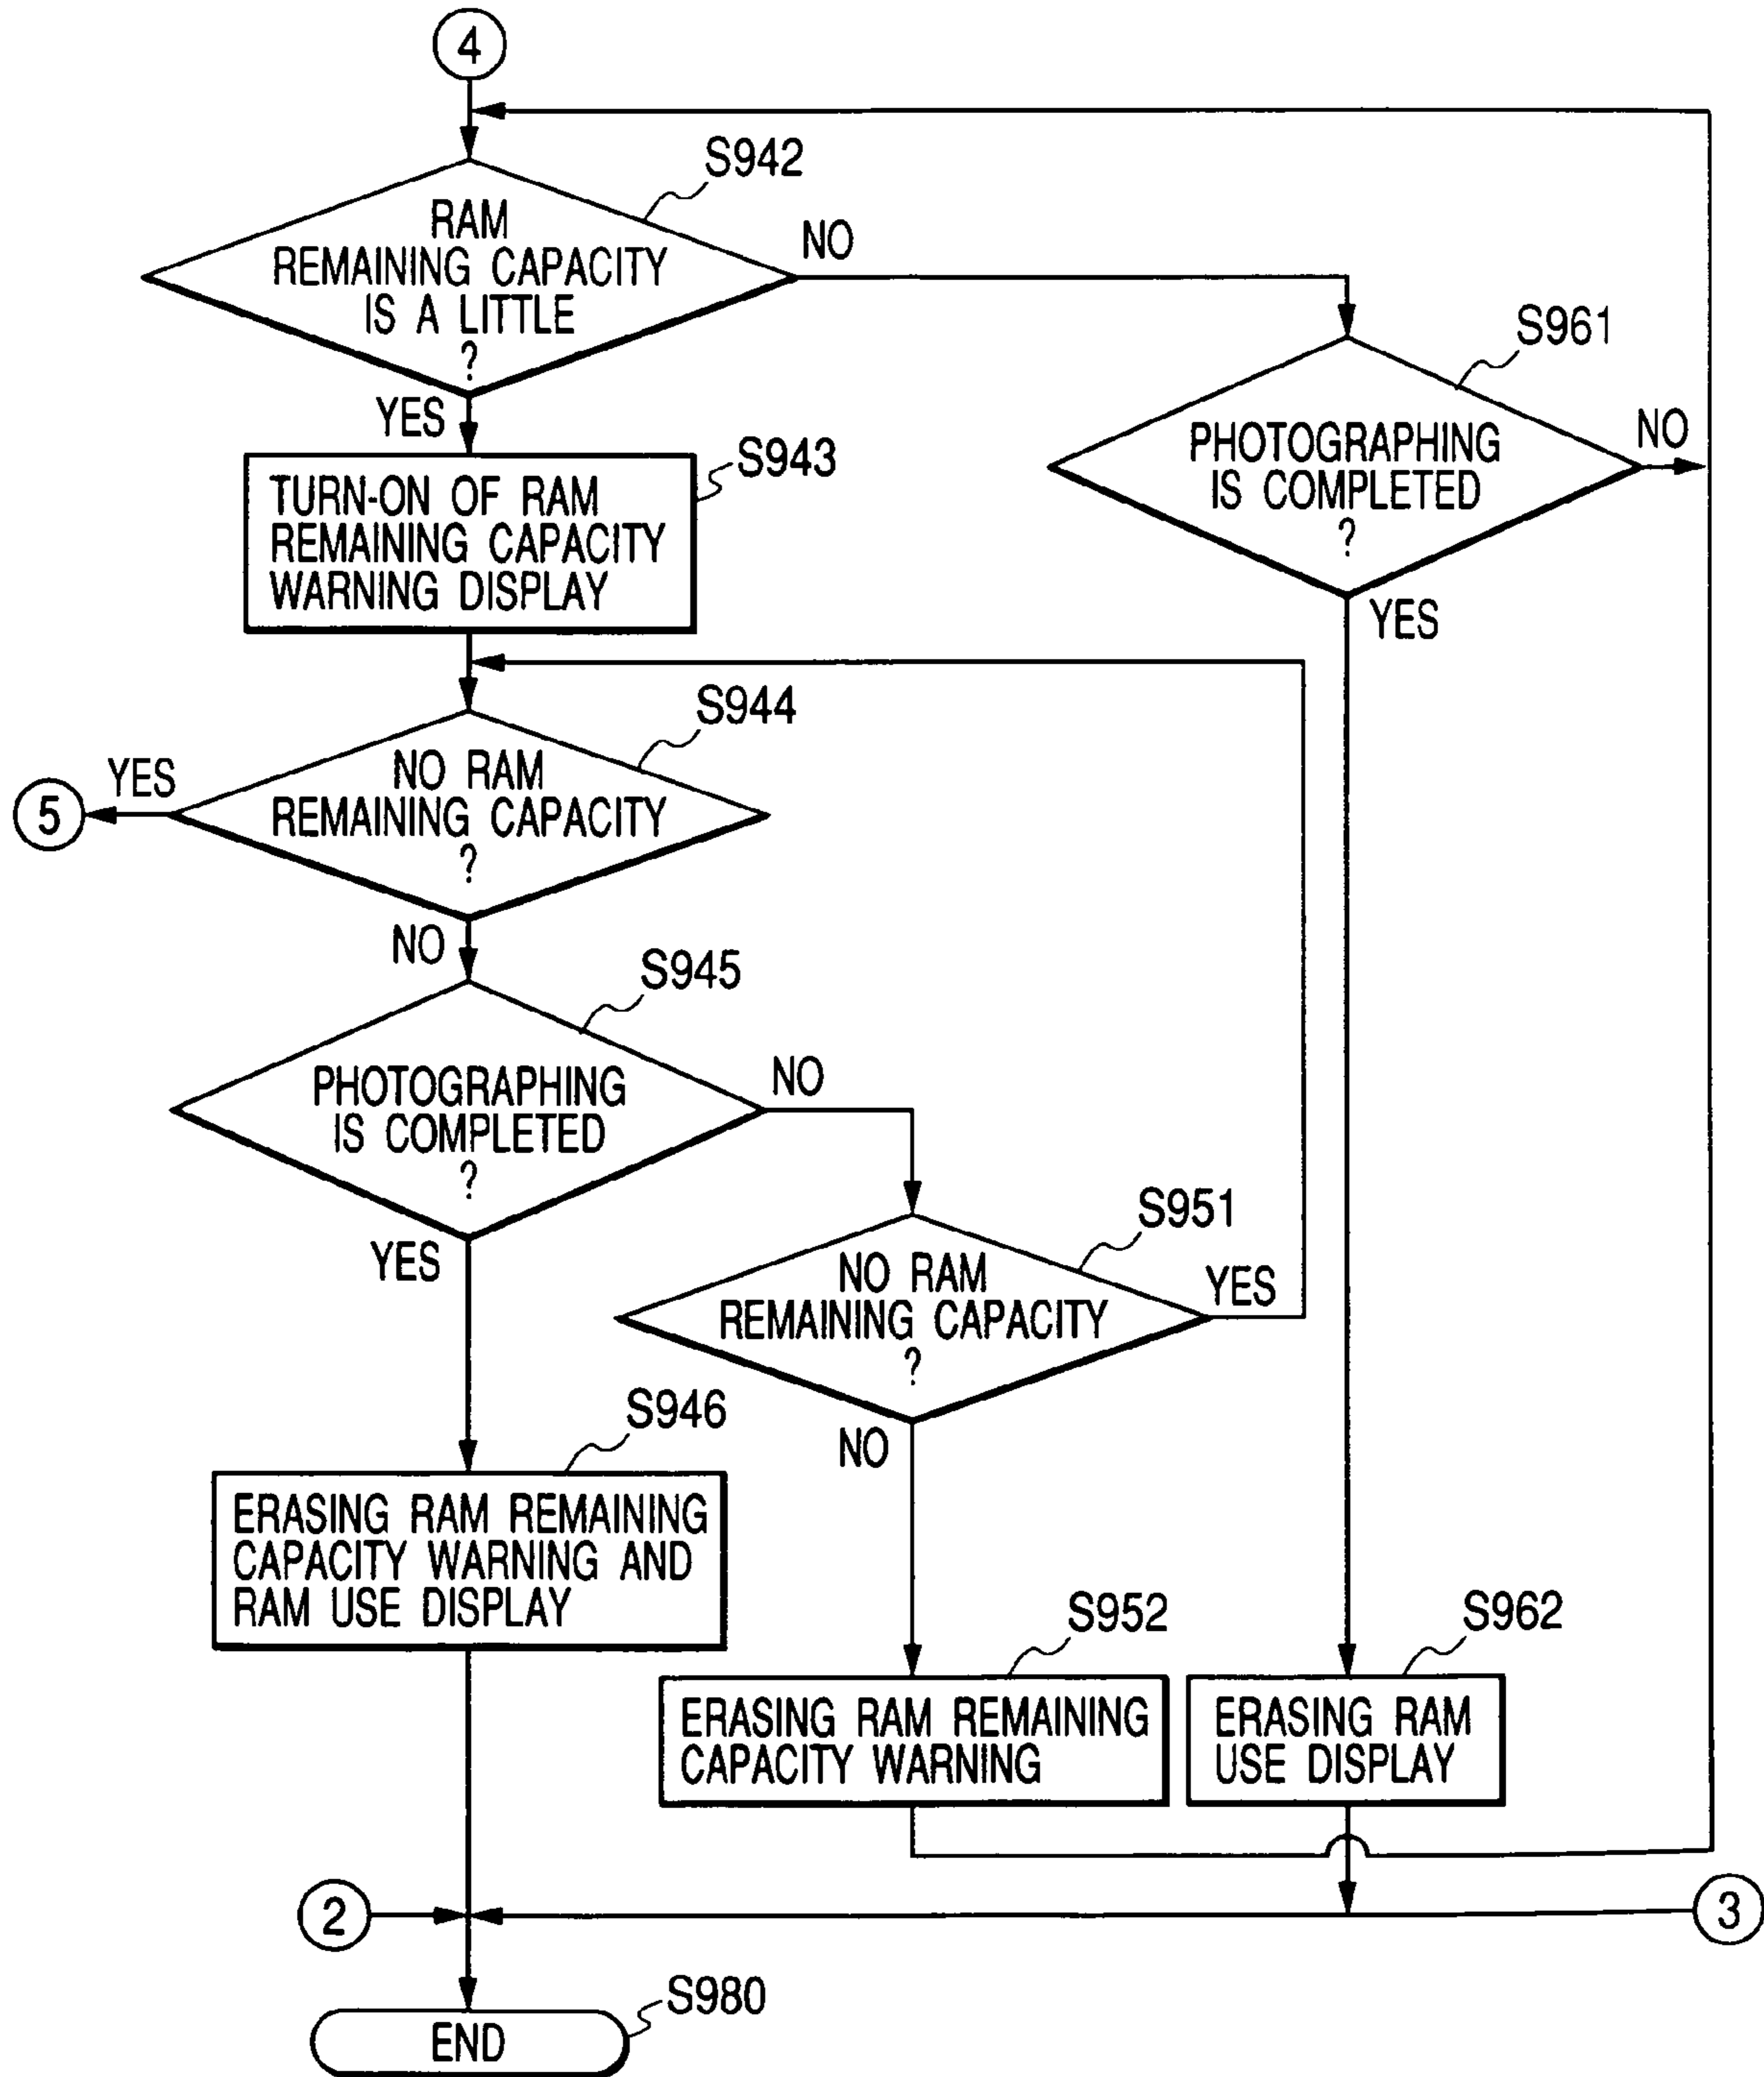 4
S942
RAM
REMAINING CAPACITY
IS A LITTLE
?
NO
YES
S961
PHOTOGRAPHING
IS COMPLETED
?
NO
YES
S943
TURN-ON OF RAM
REMAINING CAPACITY
WARNING DISPLAY
S944
NO RAM
REMAINING CAPACITY
?
YES
5
NO
S945
PHOTOGRAPHING
IS COMPLETED
?
NO
YES
S951
NO RAM
REMAINING CAPACITY
?
YES
NO
S946
ERASING RAM REMAINING
CAPACITY WARNING AND
RAM USE DISPLAY
S952
ERASING RAM REMAINING
CAPACITY WARNING
S962
ERASING RAM
USE DISPLAY
2
3
S980
END